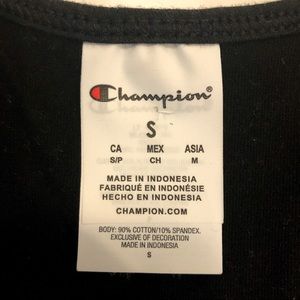 Champion®
S
CA MEX ASIA
S/P CH M
MADE IN INDONESIA
FABRIQUÉ EN INDONÉSIE
HECHO EN INDONESIA
CHAMPION.COM
BODY: 90% COTTON/10% SPANDEX.
EXCLUSIVE OF DECORATION
MADE IN INDONESIA
S